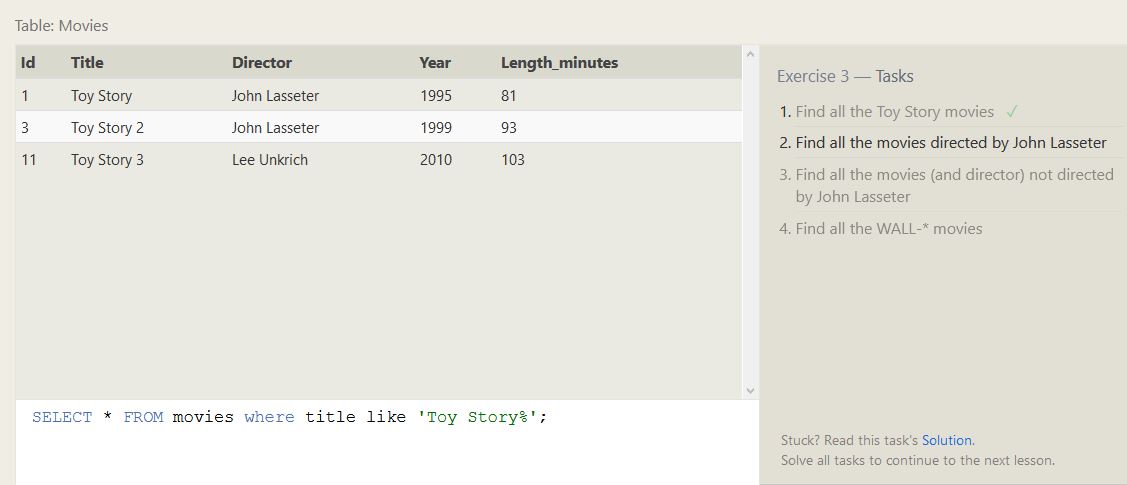 Table: Movies
Id Title Director Year Length_minutes
1 Toy Story John Lasseter 1995 81
3 Toy Story 2 John Lasseter 1999 93
11 Toy Story 3 Lee Unkrich 2010 103
SELECT * FROM movies where title like 'Toy Story%';
Exercise 3 — Tasks
1. Find all the Toy Story movies ✓
2. Find all the movies directed by John Lasseter
3. Find all the movies (and director) not directed
by John Lasseter
4. Find all the WALL-* movies
Stuck? Read this task's Solution.
Solve all tasks to continue to the next lesson.